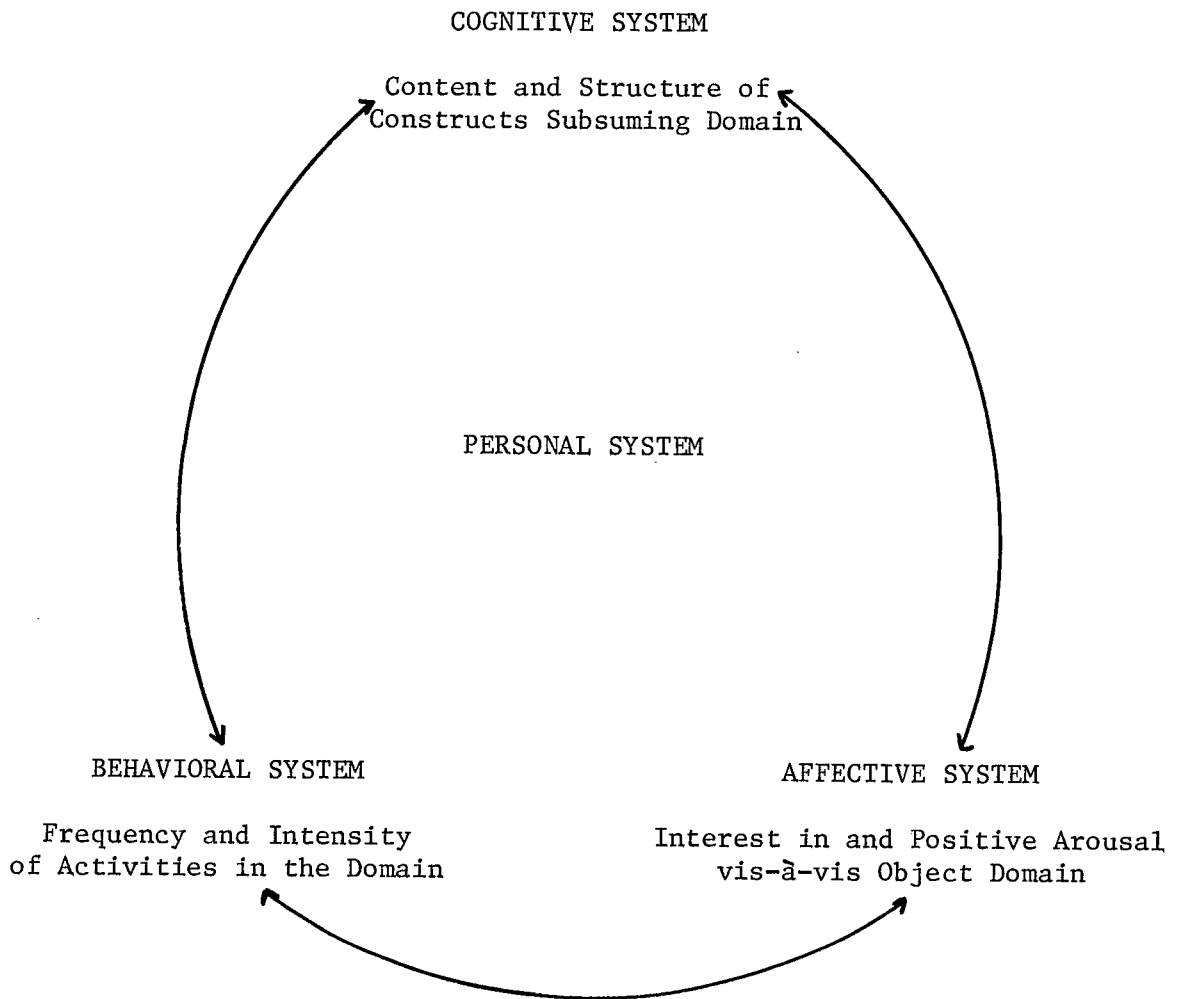 COGNITIVE SYSTEM
Content and Structure of
Constructs Subsuming Domain
PERSONAL SYSTEM
BEHAVIORAL SYSTEM
Frequency and Intensity
of Activities in the Domain
AFFECTIVE SYSTEM
Interest in and Positive Arousal
vis-à-vis Object Domain